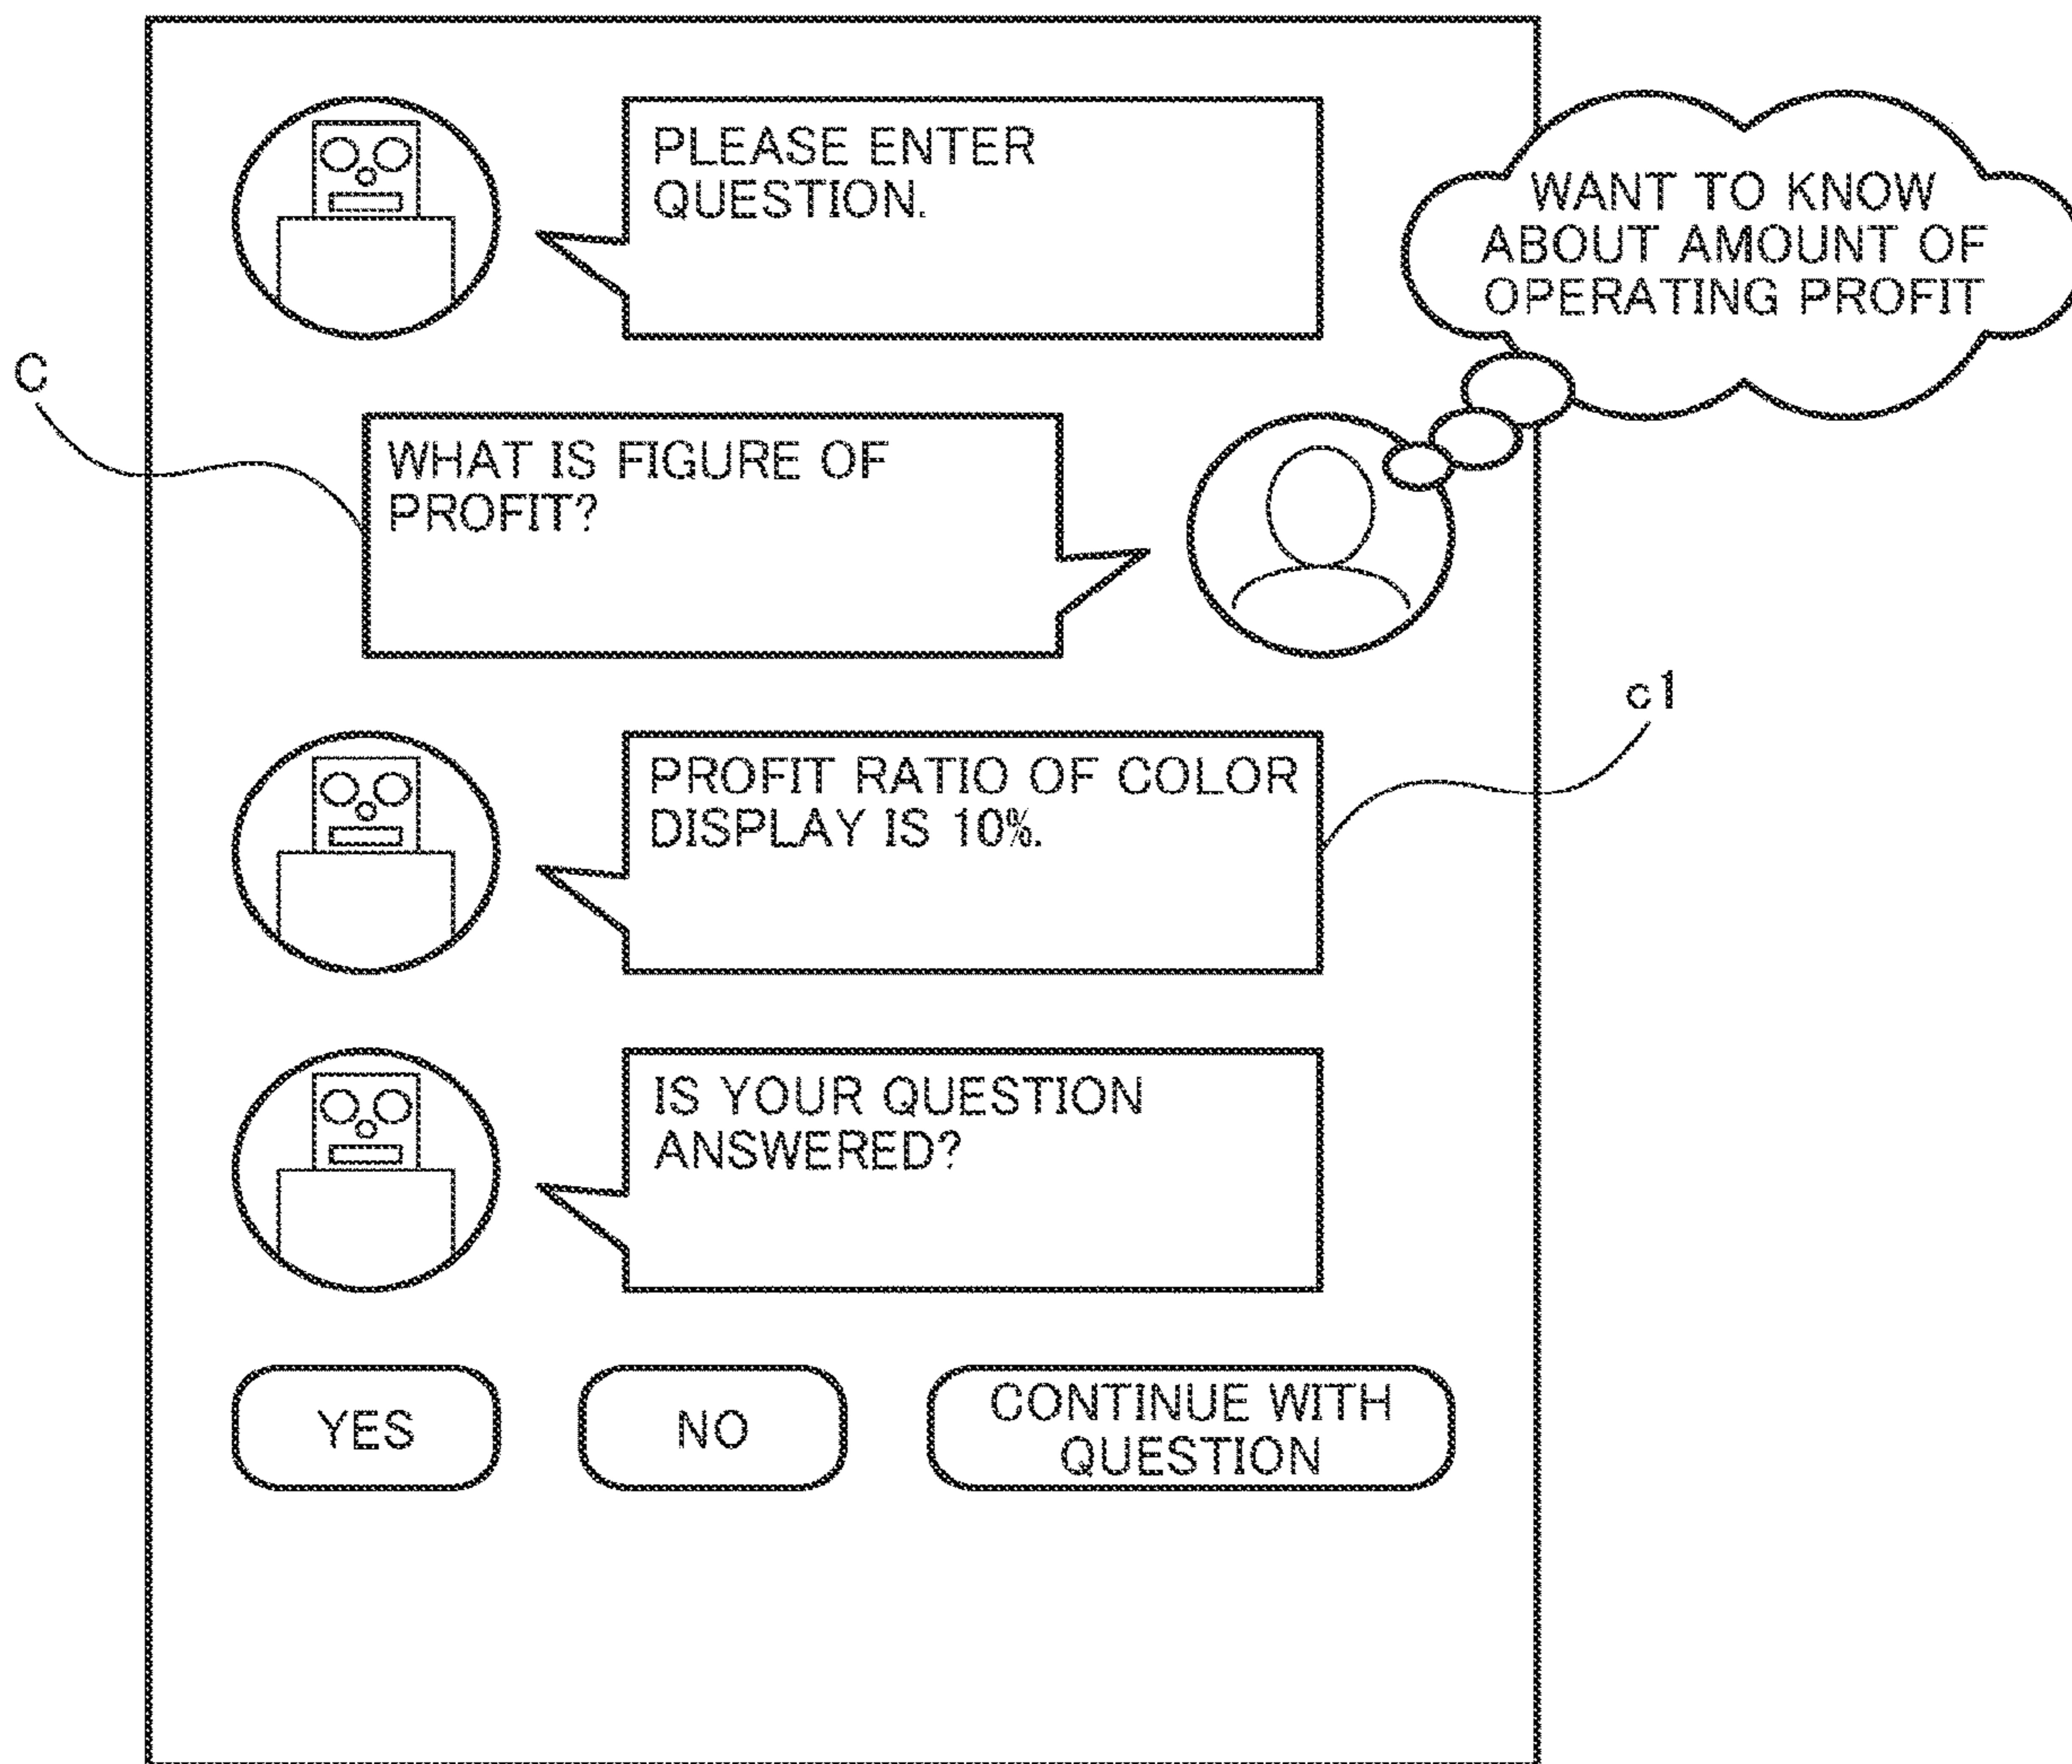 PLEASE ENTER
QUESTION.
WANT TO KNOW
ABOUT AMOUNT OF
OPERATING PROFIT
C
WHAT IS FIGURE OF
PROFIT?
c1
PROFIT RATIO OF COLOR
DISPLAY IS 10%.
IS YOUR QUESTION
ANSWERED?
YES
NO
CONTINUE WITH
QUESTION